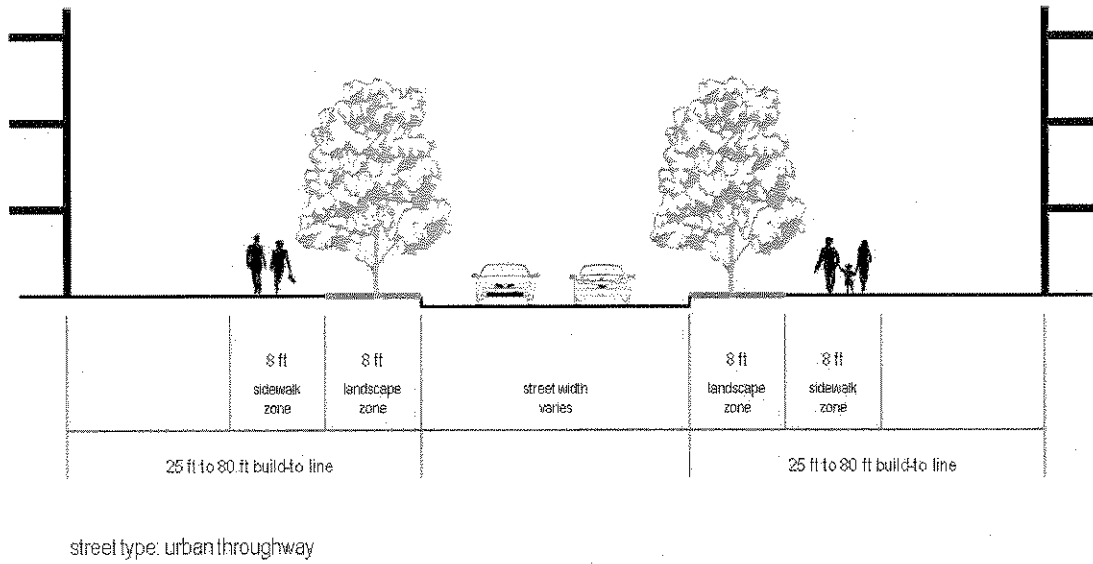 8 ft
sidewalk
zone
8 ft
landscape
zone
street width
varies
8 ft
landscape
zone
8 ft
sidewalk
zone
25 ft to 80 ft build-to line
25 ft to 80 ft build-to line
street type: urban throughway